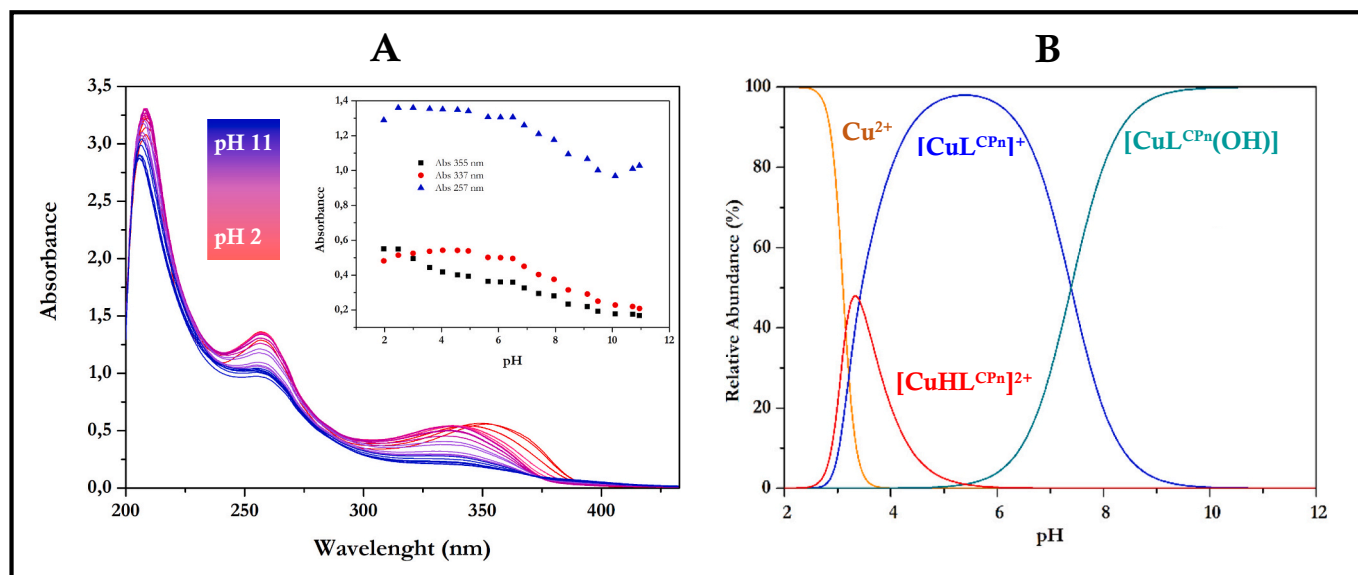 A
B
3,5
3,0
2,5
2,0
1,5
1,0
0,5
0,0
Absorbance
200
250
300
350
400
Wavelenght (nm)
pH 11
pH 2
1,4
1,2
1,0
0,8
0,6
0,4
0,2
Absorbance
Abs 355 nm
Abs 337 nm
Abs 257 nm
2
4
6
8
10
12
pH
100
80
60
40
20
0
Relative Abundance (%)
Cu²⁺
[CuLᶜᴾⁿ]⁺
[CuLᶜᴾⁿ(OH)]
[CuHLᶜᴾⁿ]²⁺
2
4
6
8
10
12
pH